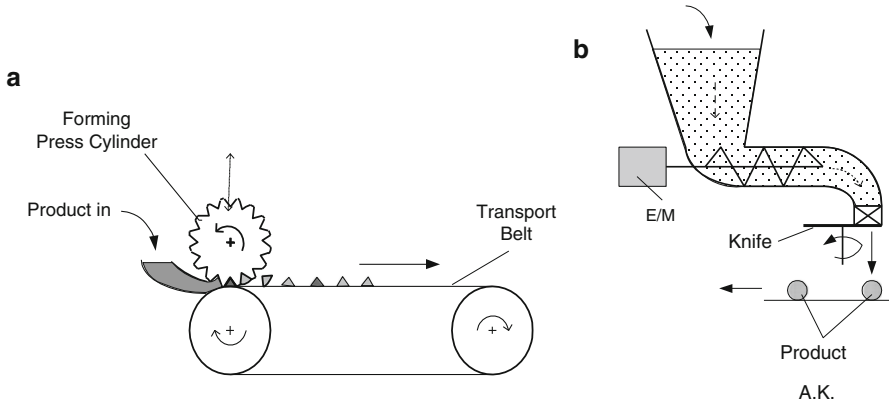 a
Forming
Press Cylinder
Product in
Transport
Belt
b
E/M
Knife
Product
A.K.